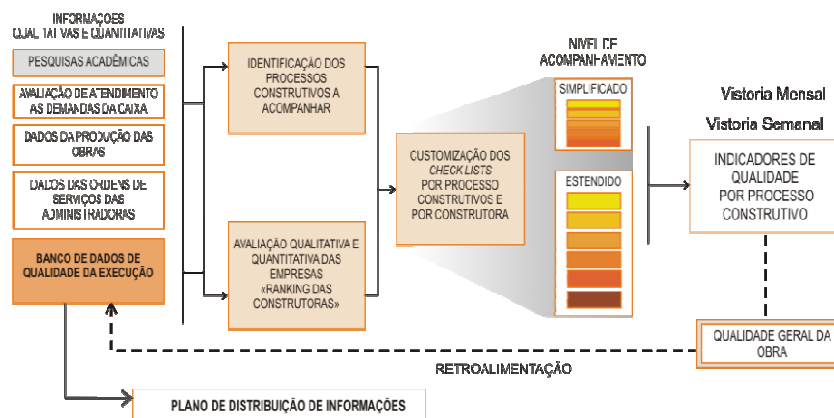 INFORMAÇÕES
QUALITATIVAS E QUANTITATIVAS
PESQUISAS ACADÊMICAS
AVALIAÇÃO DE ATENDIMENTO
AS DEMANDAS DA CAIXA
DADOS DA PRODUÇÃO DAS
OBRAS
DADOS DAS ORDENS DE
SERVIÇOS DAS
ADMINISTRADORAS
BANCO DE DADOS DE
QUALIDADE DA EXECUÇÃO
IDENTIFICAÇÃO DOS
PROCESSOS
CONSTRUTIVOS A
ACOMPANHAR
AVALIAÇÃO QUALITATIVA E
QUANTITATIVA DAS
EMPRESAS
«RANKING DAS
CONSTRUTORAS»
CUSTOMIZAÇÃO DOS
CHECK LISTS
POR PROCESSO
CONSTRUTIVOS E
POR CONSTRUTORA
NIVEL DE
ACOMPANHAMENTO
SIMPLIFICADO
ESTENDIDO
Vistoria Mensal
Vistoria Semanal
INDICADORES DE
QUALIDADE
POR PROCESSO
CONSTRUTIVO
QUALIDADE GERAL DA
OBRA
RETROALIMENTAÇÃO
PLANO DE DISTRIBUIÇÃO DE INFORMAÇÕES